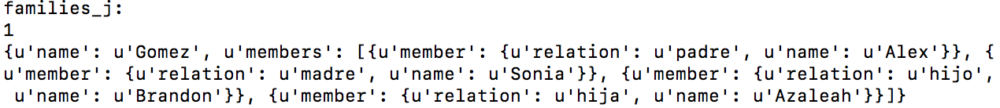 families_j:
1
{u'name': u'Gomez', u'members': [{u'member': {u'relation': u'padre', u'name': u'Alex'}}, {
u'member': {u'relation': u'madre', u'name': u'Sonia'}}, {u'member': {u'relation': u'hijo',
 u'name': u'Brandon'}}, {u'member': {u'relation': u'hija', u'name': u'Azaleah'}}]}